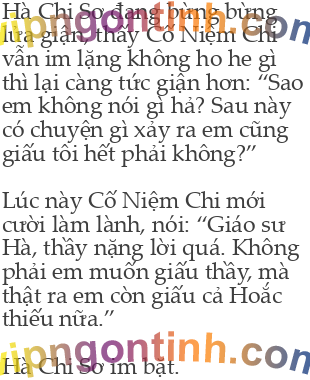 Hà Chi Sơ đang bừng bừng
lửa giận, thấy Cố Niệm Chi
vẫn im lặng không ho he gì
thì lại càng tức giận hơn: “Sao
em không nói gì hả? Sau này
có chuyện gì xảy ra em cũng
giấu tôi hết phải không?”
Lúc này Cố Niệm Chi mới
cười làm lành, nói: “Giáo sư
Hà, thầy nặng lời quá. Không
phải em muốn giấu thầy, mà
thật ra em còn giấu cả Hoắc
thiếu nữa.”
Hà Chi Sơ im bặt.
vipngontinh.com